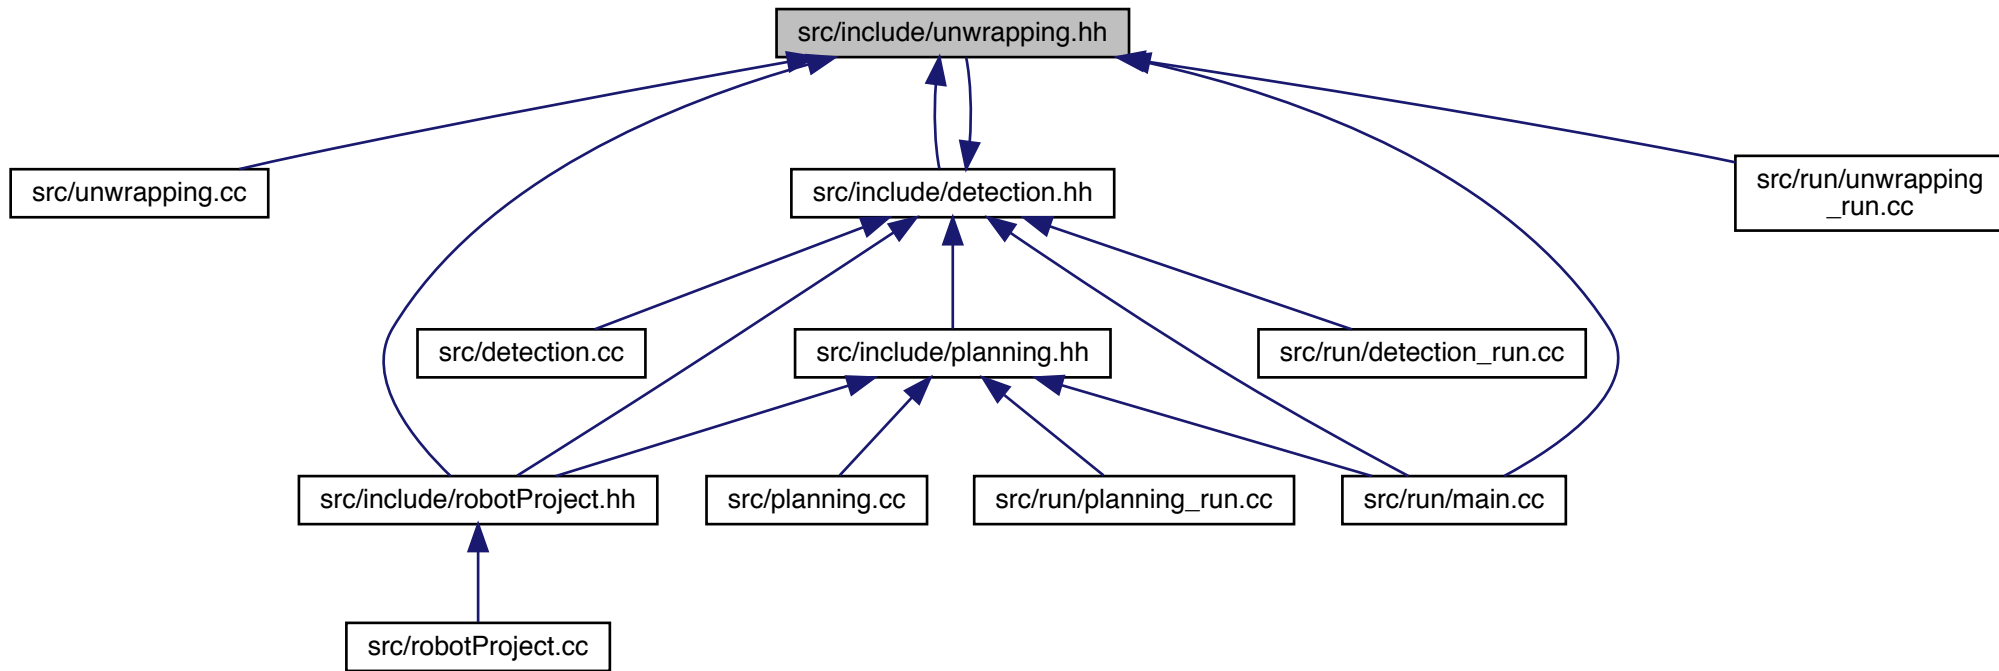 src/include/unwrapping.hh
src/unwrapping.cc
src/include/detection.hh
src/run/unwrapping
_run.cc
src/detection.cc
src/include/planning.hh
src/run/detection_run.cc
src/include/robotProject.hh
src/planning.cc
src/run/planning_run.cc
src/run/main.cc
src/robotProject.cc